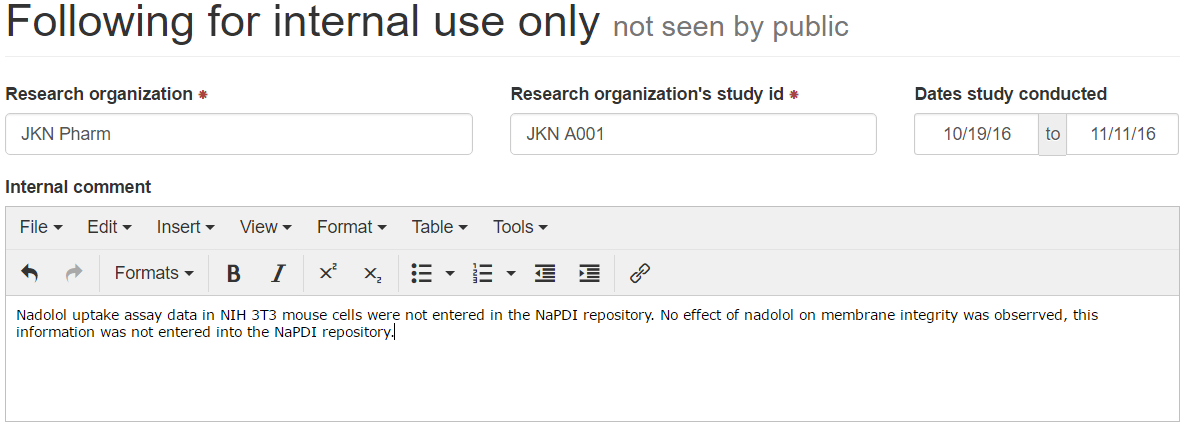 Following for internal use only not seen by public
Research organization * Research organization's study id * Dates study conducted
JKN Pharm JKN A001 10/19/16 to 11/11/16
Internal comment
File Edit Insert View Format Table Tools
Formats B I x² x₂
Nadolol uptake assay data in NIH 3T3 mouse cells were not entered in the NaPDI repository. No effect of nadolol on membrane integrity was obserrved, this
information was not entered into the NaPDI repository.